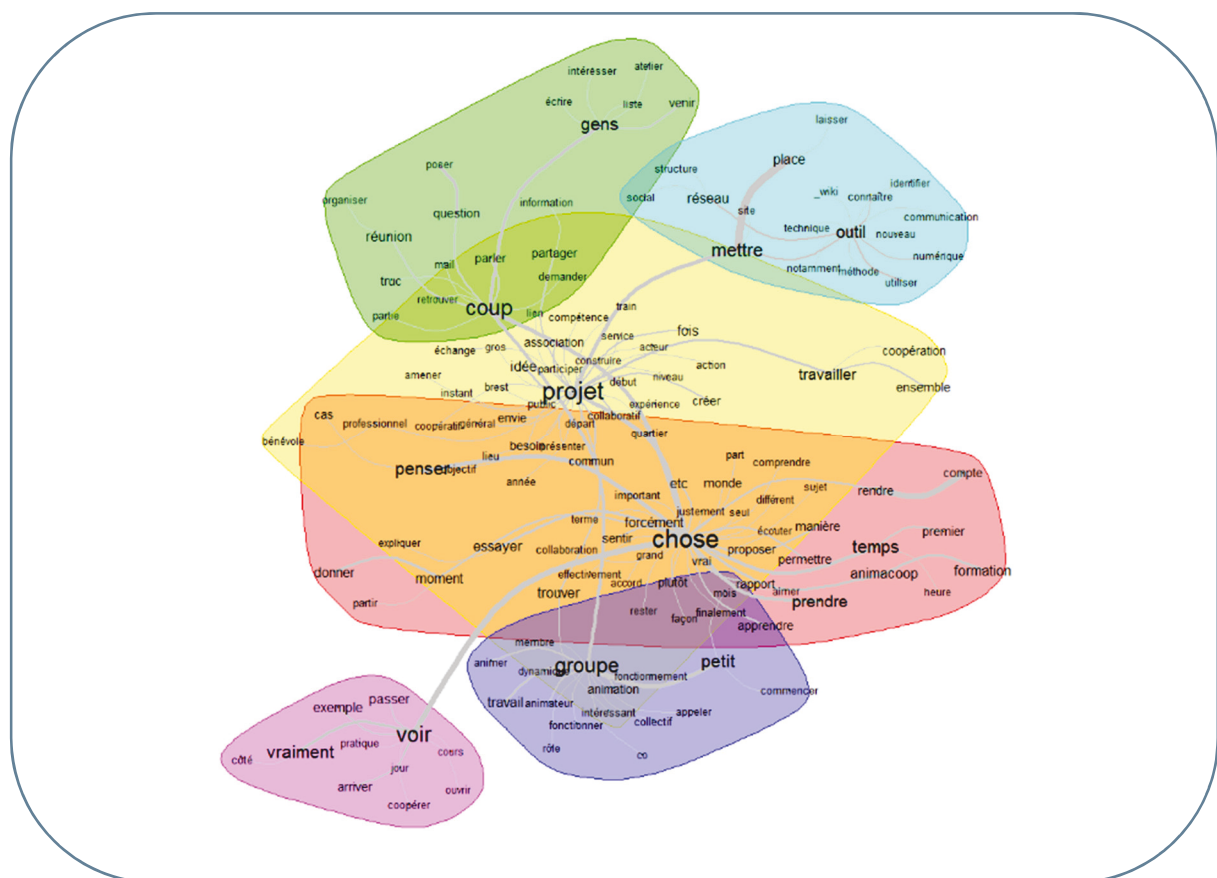 intérésser
atelier
écrire
liste
venir
gens
laisser
poser
place
structure
_wiki
connaître
identifier
organiser
information
social
réseau
site
communication
question
technique
outil
nouveau
réunion
mettre
parler
partager
mail
numérique
truc
demander
notamment
méthode
utiliser
retrouver
coup
train
partie
lien
compétence
fois
association
service
échange
gros
acteur
coopération
construire
idée
participer
action
travailler
amener
début
niveau
ensemble
brest
instant
projet
créer
public
expérience
cas
collaboratif
professionnel
coopératif
général
envie
départ
quartier
bénévole
besoin
présenter
part
lieu
commun
comprendre
penser
objectif
compte
année
etc
monde
sujet
rendre
important
différent
justement
seul
terme
forcément
écouter
manière
premier
sentir
chose
expliquer
essayer
collaboration
proposer
temps
grand
permettre
vrai
donner
moment
effectivement
animacoop
formation
accord
plutôt
rapport
trouver
mois
aimer
heure
partir
prendre
rester
façon
finalement
apprendre
membre
animer
groupe
petit
dynamique
fonctionnement
animation
commencer
exemple
passer
travail
animateur
intéressant
appeler
fonctionner
collectif
voir
pratique
vraiment
rôte
cours
co
côté
jour
arriver
ouvrir
coopérer